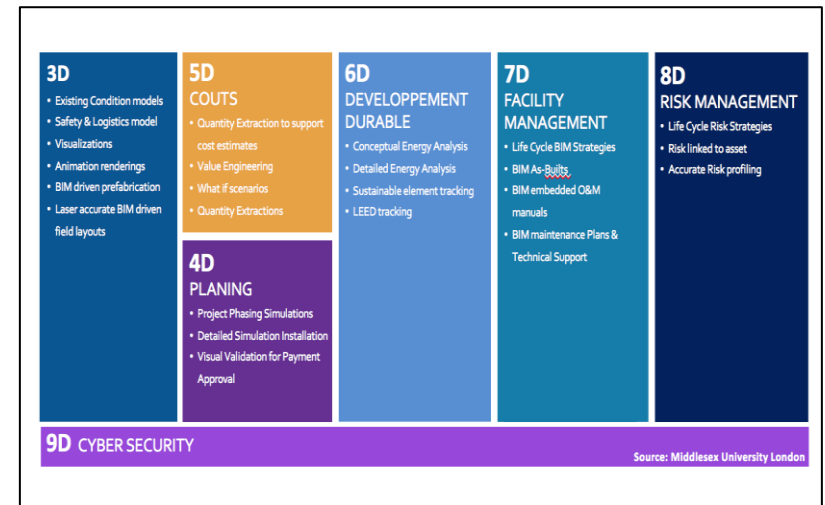 3D
• Existing Condition models
• Safety & Logistics model
• Visualizations
• Animation renderings
• BIM driven prefabrication
• Laser accurate BIM driven
field layouts
5D
COUTS
• Quantity Extraction to support
cost estimates
• Value Engineering
• What if scenarios
• Quantity Extractions
4D
PLANING
• Project Phasing Simulations
• Detailed Simulation Installation
• Visual Validation for Payment
Approval
6D
DEVELOPPEMENT
DURABLE
• Conceptual Energy Analysis
• Detailed Energy Analysis
• Sustainable element tracking
• LEED tracking
7D
FACILITY
MANAGEMENT
• Life Cycle BIM Strategies
• BIM As-Builts
• BIM embedded O&M
manuals
• BIM maintenance Plans &
Technical Support
8D
RISK MANAGEMENT
• Life Cycle Risk Strategies
• Risk linked to asset
• Accurate Risk profiling
9D CYBER SECURITY
Source: Middlesex University London